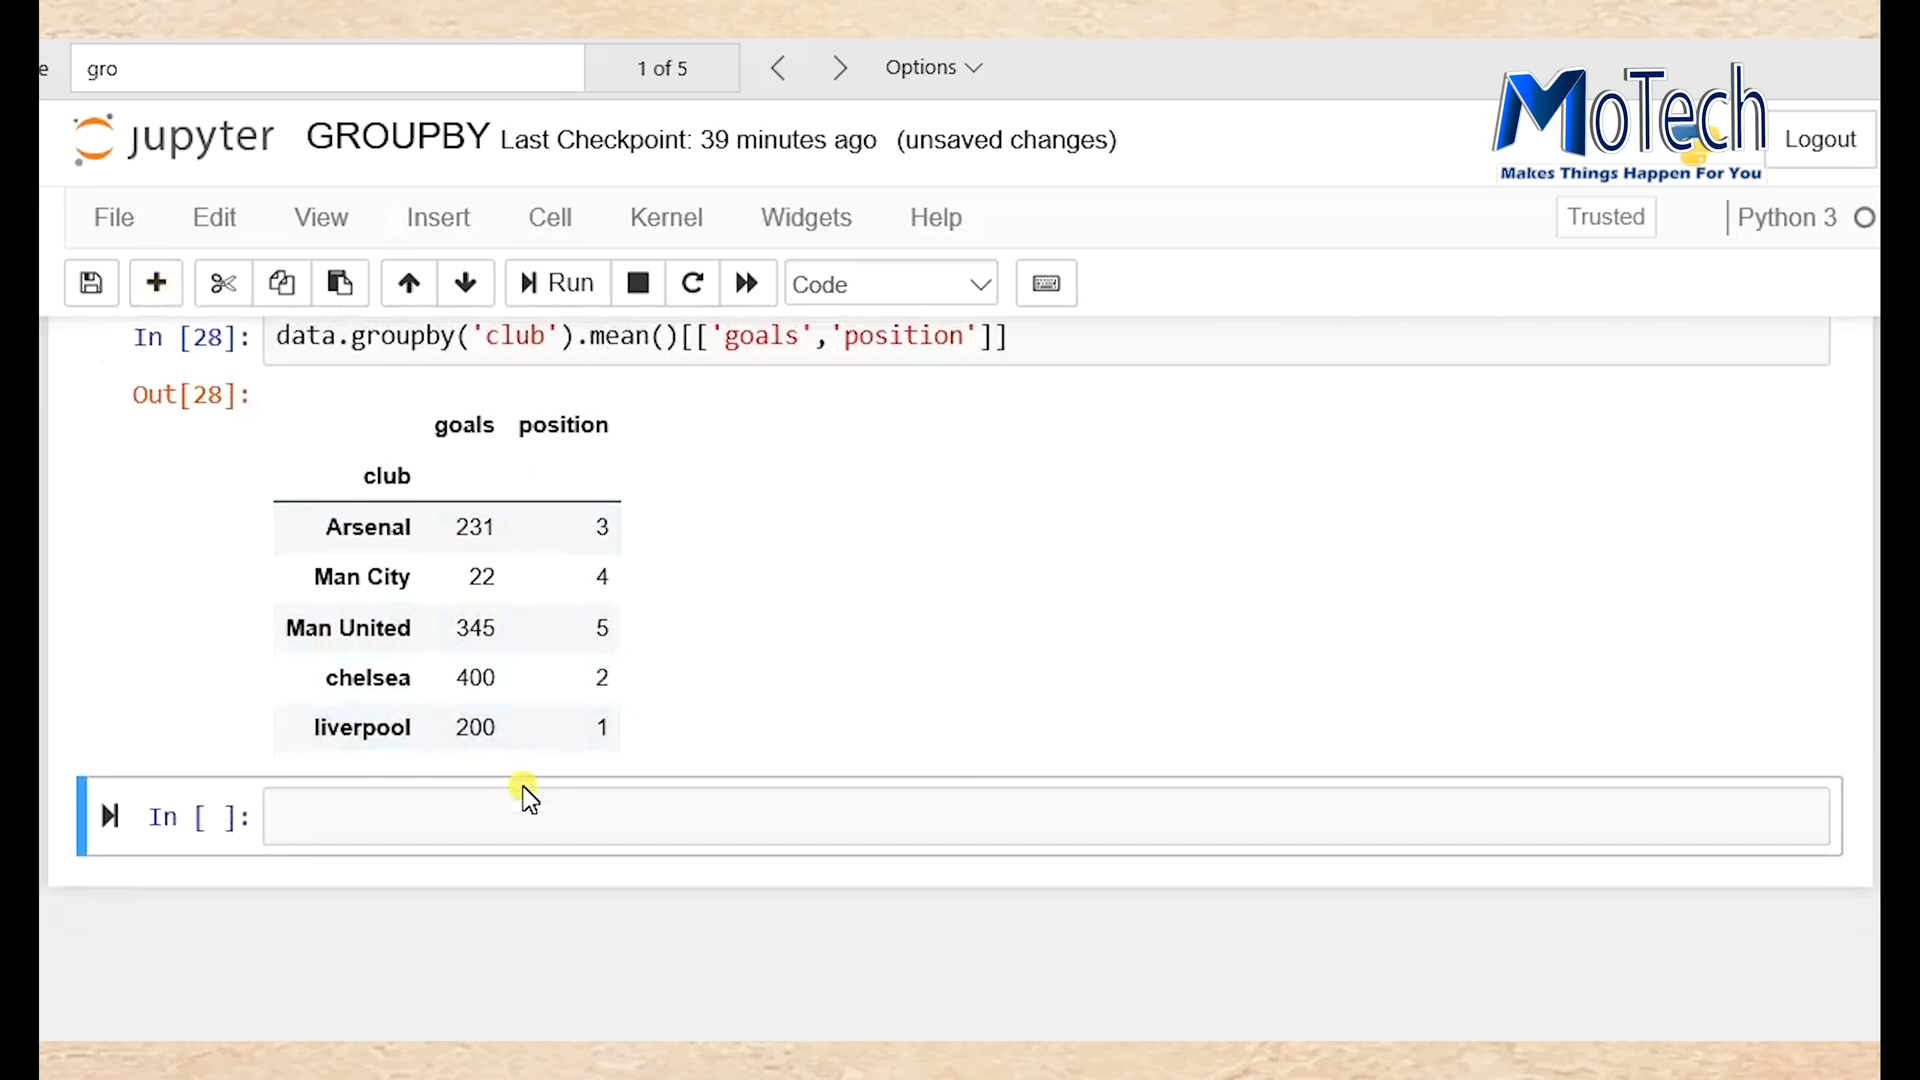 e gro 1 of 5 Options
MoTech
Makes Things Happen For You
jupyter GROUPBY Last Checkpoint: 39 minutes ago (unsaved changes) Logout
File Edit View Insert Cell Kernel Widgets Help Trusted Python 3
Run Code
In [28]: data.groupby('club').mean()[['goals','position']]
Out[28]:
goals position
club
Arsenal 231 3
Man City 22 4
Man United 345 5
chelsea 400 2
liverpool 200 1
In [ ]: